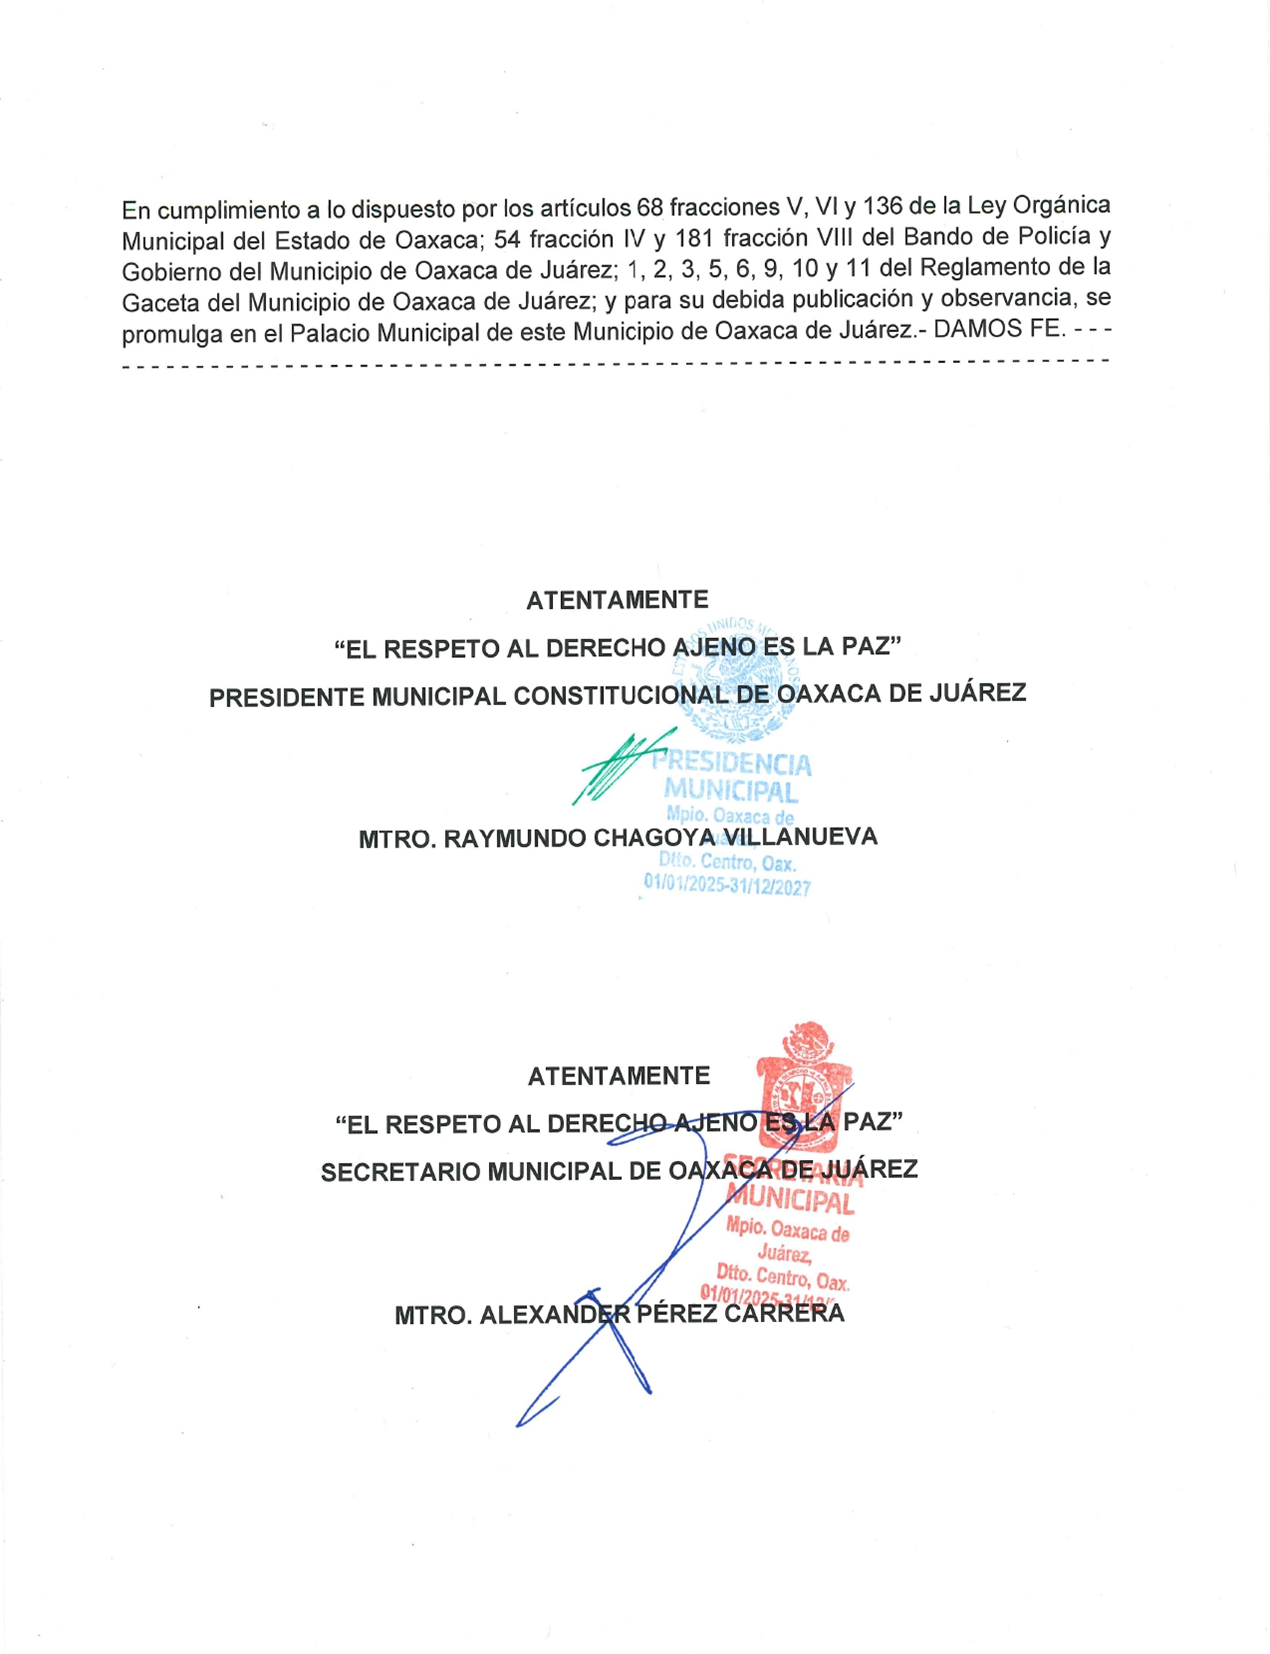 En cumplimiento a lo dispuesto por los artículos 68 fracciones V, VI y 136 de la Ley Orgánica
Municipal del Estado de Oaxaca; 54 fracción IV y 181 fracción VIII del Bando de Policía y
Gobierno del Municipio de Oaxaca de Juárez; 1, 2, 3, 5, 6, 9, 10 y 11 del Reglamento de la
Gaceta del Municipio de Oaxaca de Juárez; y para su debida publicación y observancia, se
promulga en el Palacio Municipal de este Municipio de Oaxaca de Juárez.- DAMOS FE. - - -
- - - - - - - - - - - - - - - - - - - - - - - - - - - - - - - - - - - - - - - - - - - - - - - - - - - - - - - - - - - - - - - - - - -
ATENTAMENTE
“EL RESPETO AL DERECHO AJENO ES LA PAZ”
PRESIDENTE MUNICIPAL CONSTITUCIONAL DE OAXACA DE JUÁREZ
PRESIDENCIA
MUNICIPAL
Mpio. Oaxaca de
MTRO. RAYMUNDO CHAGOYA VILLANUEVA
Dtto. Centro, Oax.
01/01/2025-31/12/2027
ATENTAMENTE
“EL RESPETO AL DERECHO AJENO ES LA PAZ”
SECRETARIO MUNICIPAL DE OAXACA DE JUÁREZ
SECRETARÍA
MUNICIPAL
Mpio. Oaxaca de
Juárez,
Dtto. Centro, Oax.
01/01/2025-31/12/
MTRO. ALEXANDER PÉREZ CARRERA